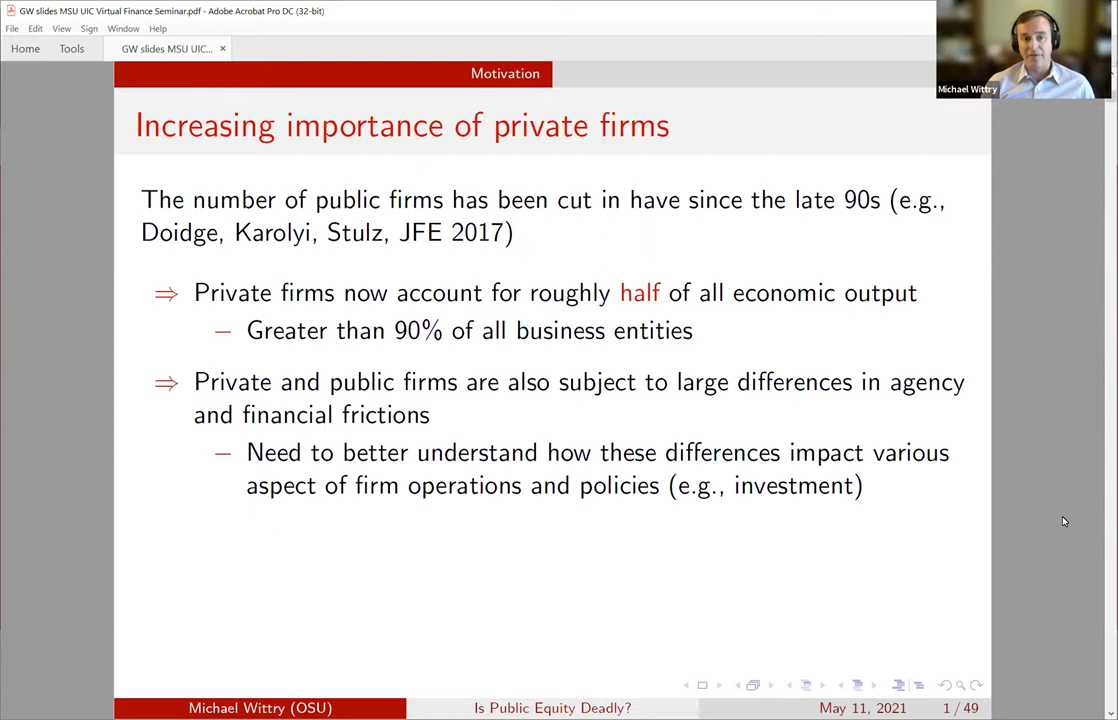 GW slides MSU UIC Virtual Finance Seminar.pdf - Adobe Acrobat Pro DC (32-bit)
File Edit View Sign Window Help
Home Tools GW slides MSU UIC... ×
Michael Wittry
Motivation
Increasing importance of private firms
The number of public firms has been cut in have since the late 90s (e.g.,
Doidge, Karolyi, Stulz, JFE 2017)
⇒ Private firms now account for roughly half of all economic output
– Greater than 90% of all business entities
⇒ Private and public firms are also subject to large differences in agency
and financial frictions
– Need to better understand how these differences impact various
aspect of firm operations and policies (e.g., investment)
Michael Wittry (OSU) Is Public Equity Deadly? May 11, 2021 1 / 49